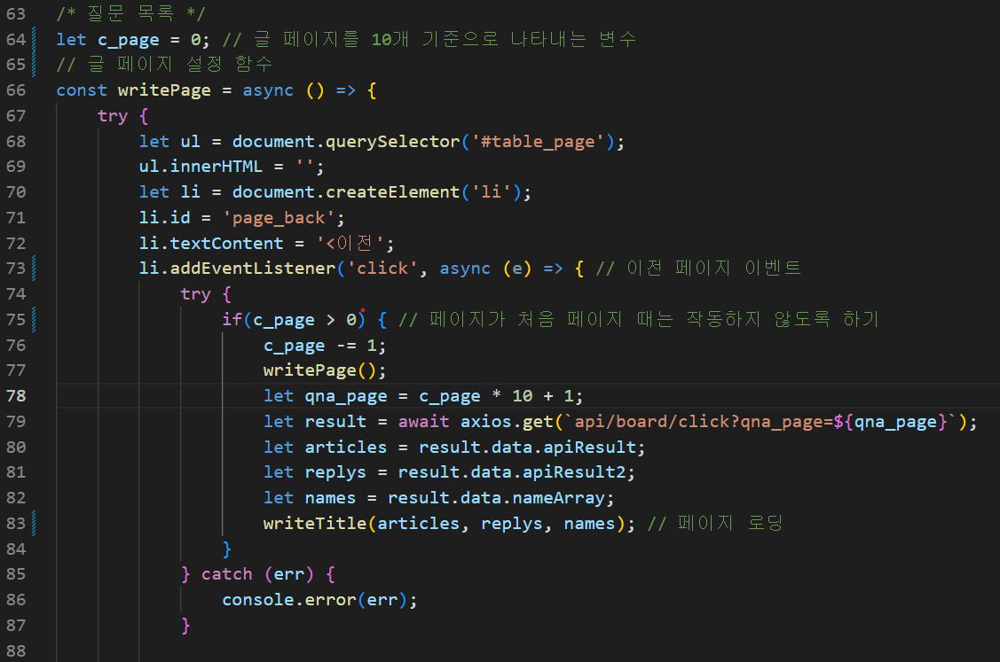 63 /* 질문 목록 */
64 let c_page = 0; // 글 페이지를 10개 기준으로 나타내는 변수
65 // 글 페이지 설정 함수
66 const writePage = async () => {
67 try {
68 let ul = document.querySelector('#table_page');
69 ul.innerHTML = '';
70 let li = document.createElement('li');
71 li.id = 'page_back';
72 li.textContent = '<이전';
73 li.addEventListener('click', async (e) => { // 이전 페이지 이벤트
74 try {
75 if(c_page > 0) { // 페이지가 처음 페이지 때는 작동하지 않도록 하기
76 c_page -= 1;
77 writePage();
78 let qna_page = c_page * 10 + 1;
79 let result = await axios.get(`api/board/click?qna_page=${qna_page}`);
80 let articles = result.data.apiResult;
81 let replys = result.data.apiResult2;
82 let names = result.data.nameArray;
83 writeTitle(articles, replys, names); // 페이지 로딩
84 }
85 } catch (err) {
86 console.error(err);
87 }
88